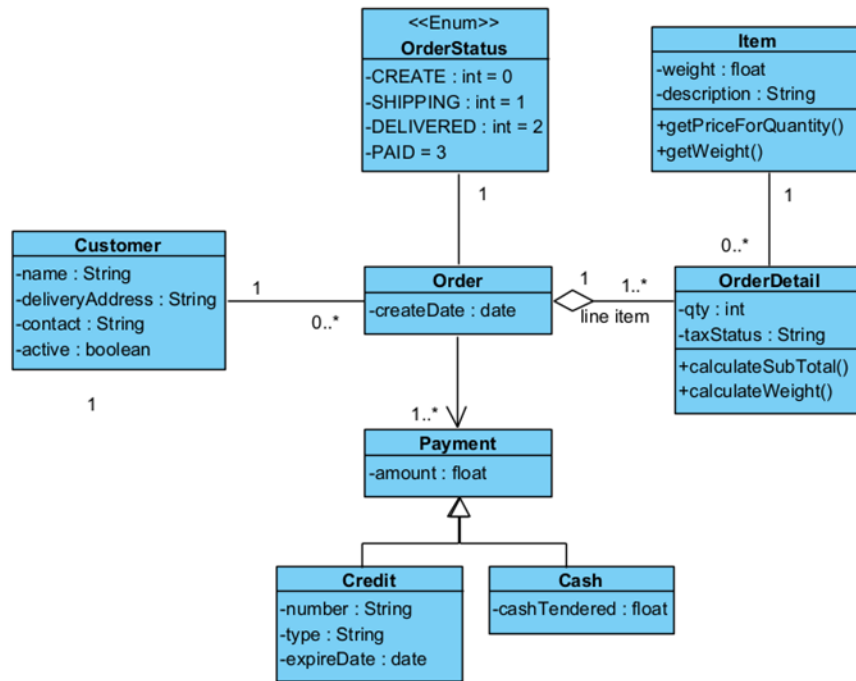 <<Enum>>
OrderStatus
-CREATE : int = 0
-SHIPPING : int = 1
-DELIVERED : int = 2
-PAID = 3
1
Item
-weight : float
-description : String
+getPriceForQuantity()
+getWeight()
1
0..*
Customer
-name : String
-deliveryAddress : String
-contact : String
-active : boolean
1
1
0..*
Order
-createDate : date
1
line item
1..*
OrderDetail
-qty : int
-taxStatus : String
+calculateSubTotal()
+calculateWeight()
1..*
Payment
-amount : float
Credit
-number : String
-type : String
-expireDate : date
Cash
-cashTendered : float